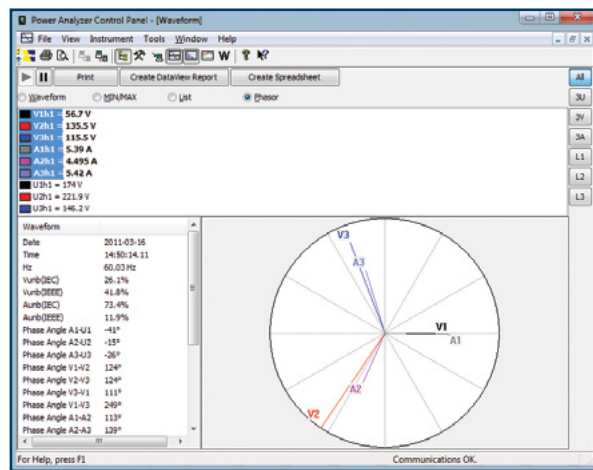 Power Analyzer Control Panel - [Waveform]
File View Instrument Tools Window Help
W ?
Print Create DataView Report Create Spreadsheet All
Waveform MIN/MAX List Phasor 3U
V1h1 = 56.7 V 3V
V2h1 = 135.5 V
V3h1 = 115.5 V 3A
A1h1 = 5.39 A
A2h1 = 4.495 A L1
A3h1 = 5.42 A
U1h1 = 174 V L2
U2h1 = 221.9 V
U3h1 = 146.2 V L3
Waveform
Date 2011-03-16
Time 14:50:14.11
Hz 60.03 Hz
Vunb(IEC) 26.1%
Vunb(IEEE) 41.8%
Aunb(IEC) 73.4%
Aunb(IEEE) 11.9%
Phase Angle A1-U1 -41°
Phase Angle A2-U2 -15°
Phase Angle A3-U3 -26°
Phase Angle V1-V2 124°
Phase Angle V2-V3 124°
Phase Angle V3-V1 111°
Phase Angle V1-V3 249°
Phase Angle A1-A2 113°
Phase Angle A2-A3 139°
V3
A3
V1
A1
A2
V2
For Help, press F1 Communications OK.